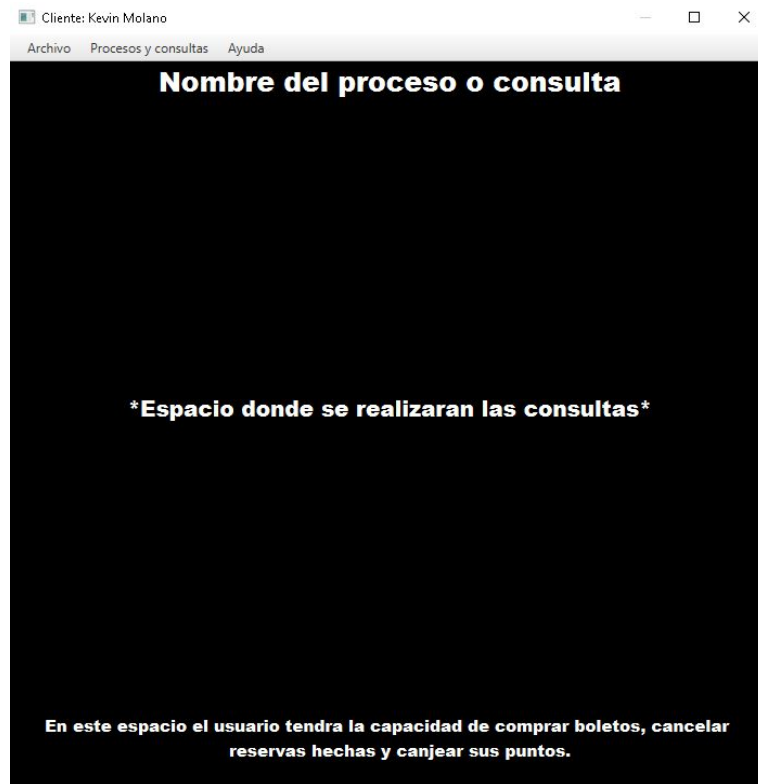 Cliente: Kevin Molano
Archivo Procesos y consultas Ayuda
Nombre del proceso o consulta
*Espacio donde se realizaran las consultas*
En este espacio el usuario tendra la capacidad de comprar boletos, cancelar
reservas hechas y canjear sus puntos.